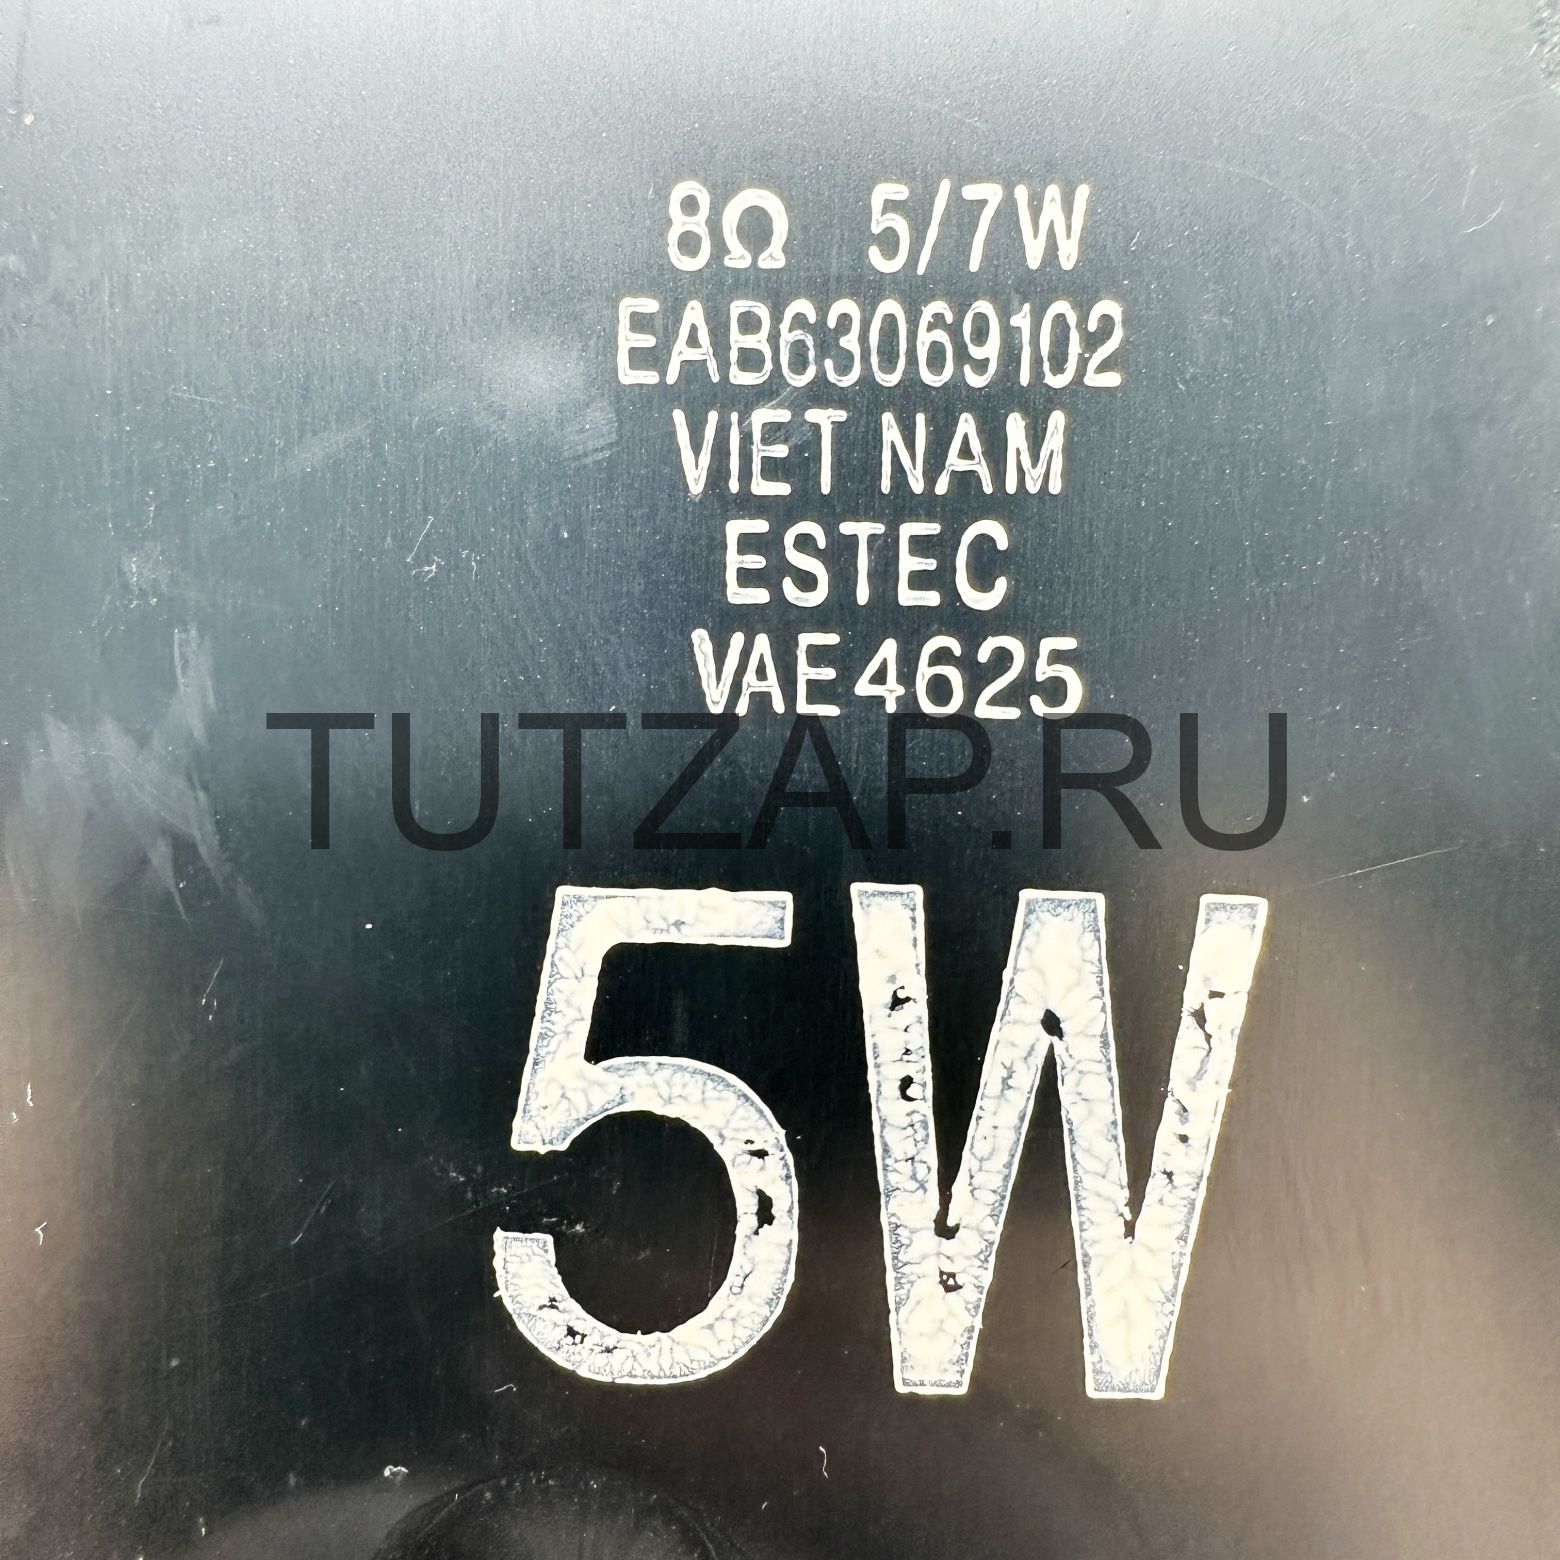 8Ω 5/7W
EAB63069102
VIET NAM
ESTEC
VAE4625
TUTZAP.RU
5W